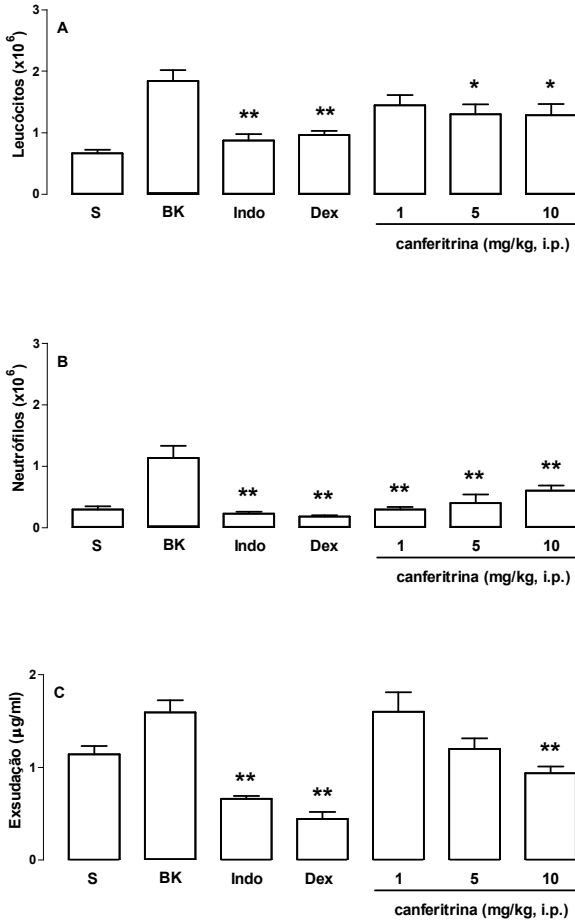 A
Leucócitos (x10⁶)
3
2
1
0
** ** * *
S BK Indo Dex 1 5 10
canferitrina (mg/kg, i.p.)
B
Neutrófilos (x10⁶)
3
2
1
0
** ** ** ** **
S BK Indo Dex 1 5 10
canferitrina (mg/kg, i.p.)
C
Exsudação (µg/ml)
2
1
0
** ** **
S BK Indo Dex 1 5 10
canferitrina (mg/kg, i.p.)